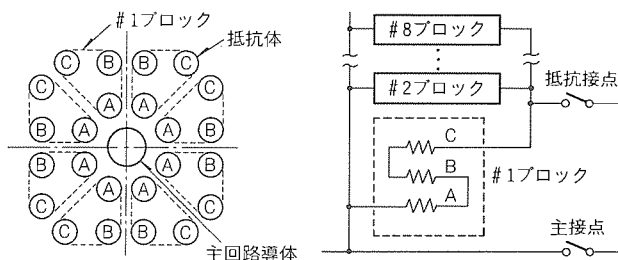 #1ブロック
抵抗体
C B B C
C A A C
B A A B
B A A B
C A A C
C B B C
主回路導体
#8ブロック
#2ブロック
抵抗接点
C
B
A
#1ブロック
主接点